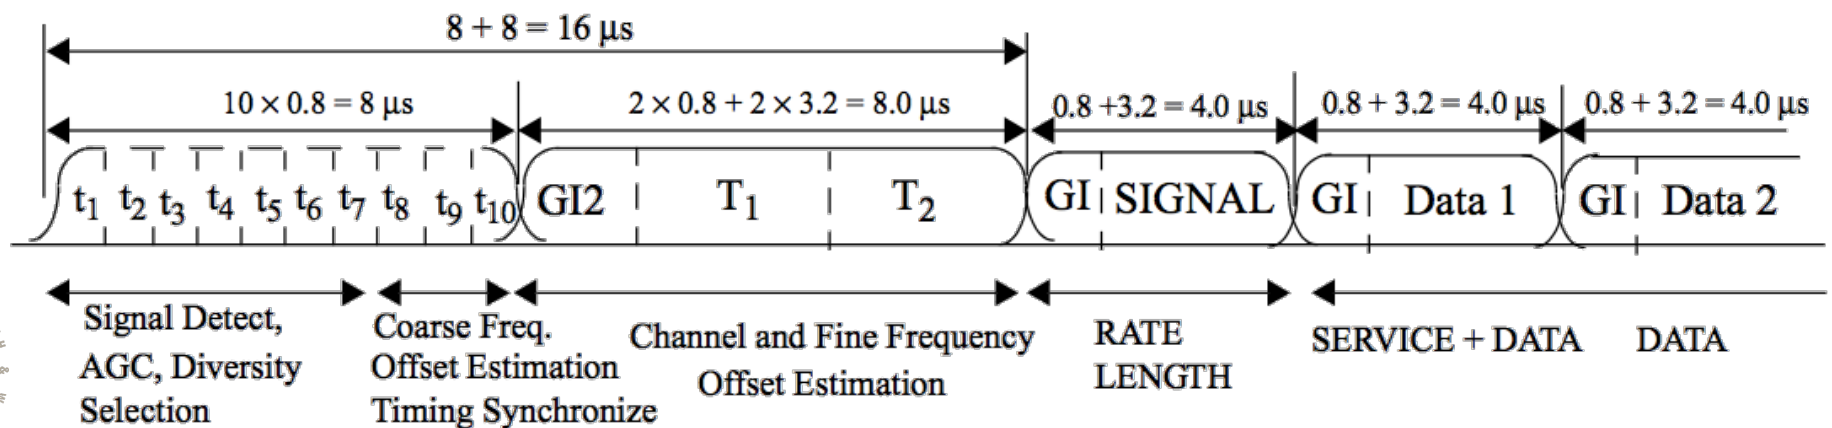 8 + 8 = 16 µs
10 × 0.8 = 8 µs
2 × 0.8 + 2 × 3.2 = 8.0 µs
0.8 +3.2 = 4.0 µs
0.8 + 3.2 = 4.0 µs
0.8 + 3.2 = 4.0 µs
t1 t2 t3 t4 t5 t6 t7 t8 t9 t10
GI2
T1
T2
GI
SIGNAL
GI
Data 1
GI
Data 2
Signal Detect,
AGC, Diversity
Selection
Coarse Freq.
Offset Estimation
Timing Synchronize
Channel and Fine Frequency
Offset Estimation
RATE
LENGTH
SERVICE + DATA
DATA